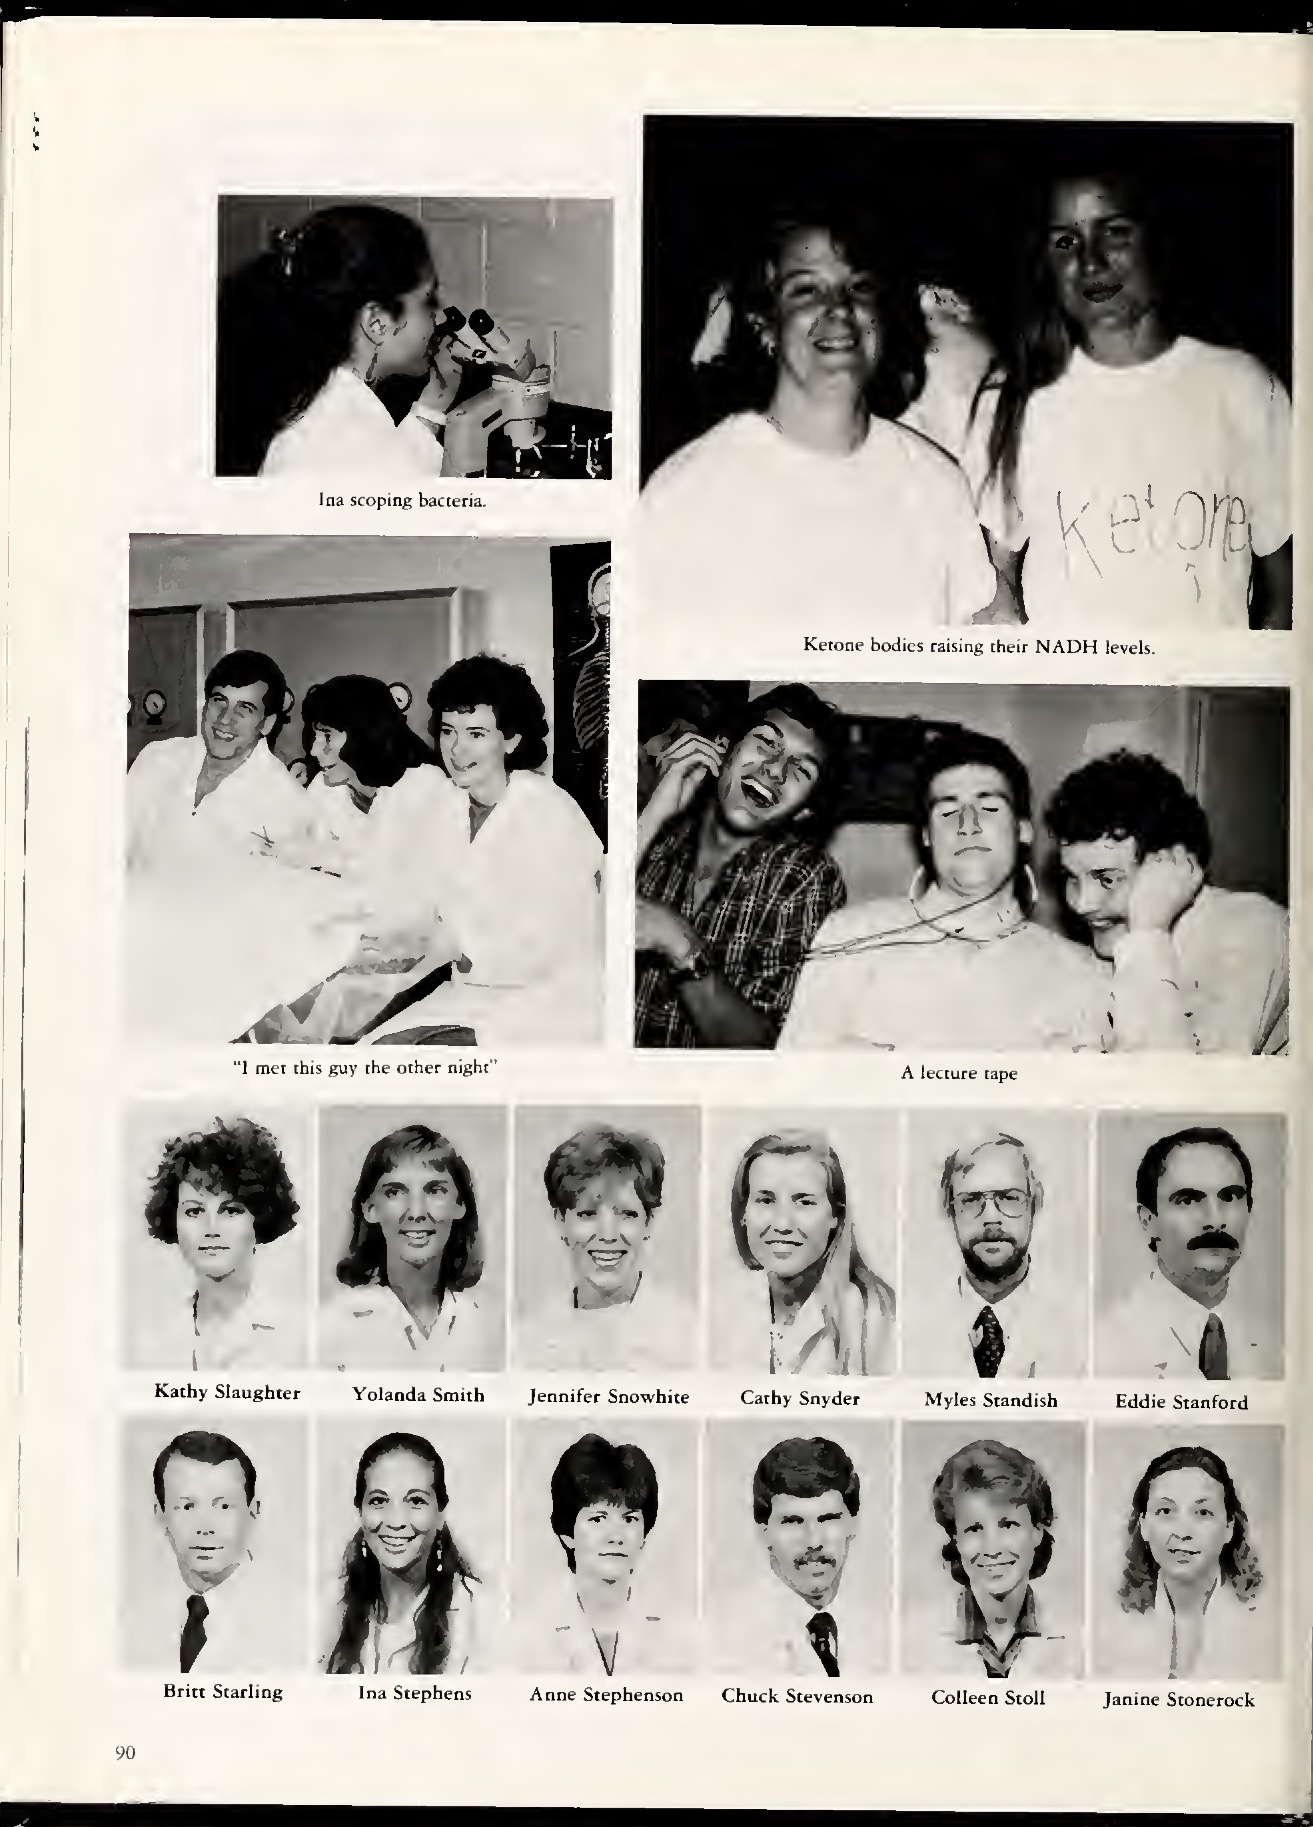 Ina scoping bacteria.
Ketone
Ketone bodies raising their NADH levels.
"I met this guy the other night"
A lecture tape
Kathy Slaughter
Yolanda Smith
Jennifer Snowhite
Cathy Snyder
Myles Standish
Eddie Stanford
Britt Starling
Ina Stephens
Anne Stephenson
Chuck Stevenson
Colleen Stoll
Janine Stonerock
90